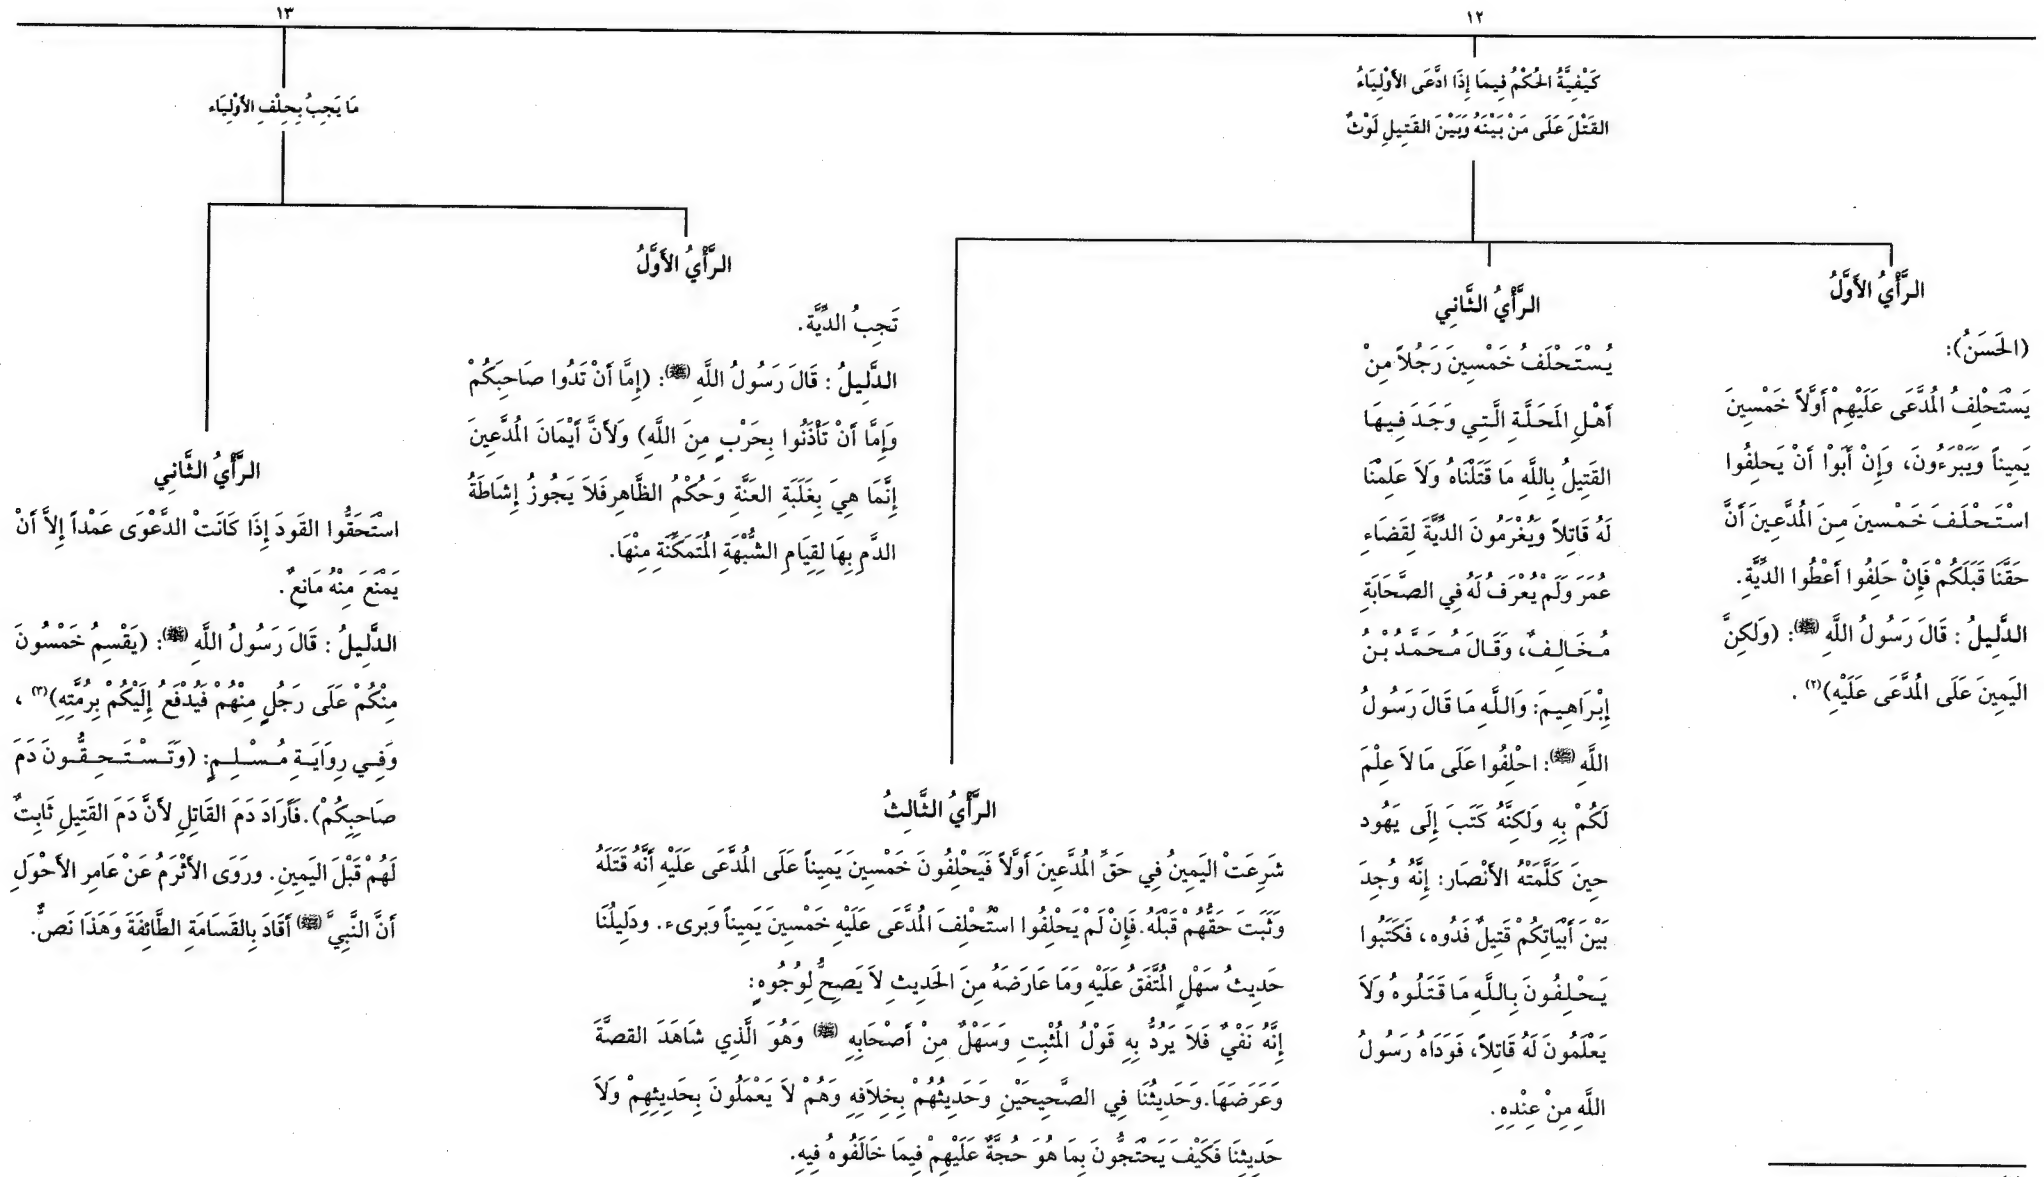 ١٢
كَيْفِيَّةُ الحُكْمُ فِيمَا إِذَا ادَّعَى الأَوْلِيَاءُ
القَتْلَ عَلَى مَنْ بَيْنَهُ وَبَيْنَ القَتِيلِ لَوْثٌ
الرَّأْيُ الأَوَّلُ
(الحَسَنُ):
يَسْتَحْلِفُ المُدَّعَى عَلَيْهِمْ أَوَّلاً خَمْسِينَ
يَمِيناً وَيَبْرَءُونَ، وَإِنْ أَبَوْا أَنْ يَحلِفُوا
اسْتَحْلَفَ خَمْسِينَ مِنَ المُدَّعِينَ أَنَّ
حَقَّنَا قَبَلَكُمْ فَإِنْ حَلِفُوا أَعْطُوا الدِّيَّةِ.
الدَّلِيلُ : قَالَ رَسُولُ اللَّهِ (ﷺ): (وَلَكِنَّ
اليَمِينَ عَلَى المُدَّعَى عَلَيْهِ)(٢) .
الرَّأْيُ الثَّانِي
يُسْتَحْلَفُ خَمْسِينَ رَجُلاً مِنْ
أَهْلِ المَحَلَّةِ الَّتِي وَجَدَ فِيهَا
القَتِيلُ بِاللَّهِ مَا قَتَلْنَاهُ وَلاَ عَلِمْنَا
لَهُ قَاتِلاً وَيُغْرَمُونَ الدِّيَّةَ لِقَضَاءِ
عُمَرَ وَلَمْ يُعْرَفُ لَهُ فِي الصَّحَابَةِ
مُخَالِفٌ، وَقَالَ مُحَمَّدُ بْنُ
إِبْرَاهِيمَ: وَاللَّهِ مَا قَالَ رَسُولُ
اللَّهِ (ﷺ): احْلِفُوا عَلَى مَا لاَ عِلْمَ
لَكُمْ بِهِ وَلَكِنَّهُ كَتَبَ إِلَى يَهُود
حِينَ كَلَّمَتْهُ الأَنْصَار: إِنَّهُ وُجِدَ
بَيْنَ أَبْيَاتِكُمْ قَتِيلٌ فَدُوه، فَكَتَبُوا
يَحْلِفُونَ بِاللَّهِ مَا قَتَلُوهُ وَلاَ
يَعْلَمُونَ لَهُ قَاتِلاً، فَوَدَاهُ رَسُولُ
اللَّهِ مِنْ عِنْدِهِ.
الرَّأْيُ الثَّالِثُ
شَرِعَتْ اليَمِينُ فِي حَقِّ المُدَّعِينَ أَوَّلاً فَيَحْلِفُونَ خَمْسِينَ يَمِيناً عَلَى المُدَّعَى عَلَيْهِ أَنَّهُ قَتَلَهُ
وَثَبَتَ حَقُّهُمْ قَبْلَهُ. فَإِنْ لَمْ يَحْلِفُوا اسْتُحْلِفَ المُدَّعَى عَلَيْهِ خَمْسِينَ يَمِيناً وَبرىء. ودَلِيلُنَا
حَدِيثُ سَهْلٍ المُتَّفَقُ عَلَيْهِ وَمَا عَارَضَهُ مِنَ الحَدِيثِ لاَ يَصِحُّ لِوُجُوهٍ:
إِنَّهُ نَفْيٌ فَلاَ يَرُدُّ بِهِ قَوْلُ المُثْبِتِ وَسَهْلٌ مِنْ أَصْحَابِهِ (ﷺ) وَهُوَ الَّذِي شَاهَدَ القِصَّةَ
وَعَرَضَهَا. وَحَدِيثُنَا فِي الصَّحِيحَيْنِ وَحَدِيثُهُمْ بِخِلاَفِهِ وَهُمْ لاَ يَعْمَلُونَ بِحَدِيثِهِمْ وَلاَ
حَدِيثِنَا فَكَيْفَ يَحْتَجُّونَ بِمَا هُوَ حُجَّةٌ عَلَيْهِمْ فِيمَا خَالَفُوهُ فِيهِ.
١٣
مَا يَجِبُ بِحِلْفِ الأَوْلِيَاء
الرَّأْيُ الأَوَّلُ
تَجِبُ الدِّيَّة.
الدَّلِيلُ : قَالَ رَسُولُ اللَّهِ (ﷺ): (إِمَّا أَنْ تَدُوا صَاحِبَكُمْ
وَإِمَّا أَنْ تَأْذَنُوا بِحَرْبٍ مِنَ اللَّهِ) وَلأَنَّ أَيْمَانَ المُدَّعِينَ
إِنَّمَا هِيَ بِغَلَبَةِ العَنَّةِ وَحُكْمُ الظَّاهِرِ فَلاَ يَجُوزُ إِشَاطَةُ
الدَّمِ بِهَا لِقِيَامِ الشُّبْهَةِ المُتَمَكِّنَةِ مِنْهَا.
الرَّأْيُ الثَّانِي
اسْتَحَقُّوا القَودَ إِذَا كَانَتْ الدَّعْوَى عَمْداً إِلاَّ أَنْ
يَمْنَعَ مِنْهُ مَانِعٌ.
الدَّلِيلُ : قَالَ رَسُولُ اللَّهِ (ﷺ): (يَقْسِمُ خَمْسُونَ
مِنْكُمْ عَلَى رَجُلٍ مِنْهُمْ فَيُدْفَعُ إِلَيْكُمْ بِرُمَّتِهِ)(٣) ،
وَفِي رِوَايَةِ مُسْلِمٍ: (وَتَسْتَحِقُّونَ دَمَ
صَاحِبِكُمْ). فَأَرَادَ دَمَ القَاتِلِ لأَنَّ دَمَ القَتِيلِ ثَابِتٌ
لَهُمْ قَبْلَ اليَمِينِ. ورَوَى الأَثْرَمُ عَنْ عَامِرِ الأَحْوَلِ
أَنَّ النَّبِيَّ (ﷺ) أَقَادَ بِالقَسَامَةِ الطَّائِفَةَ وَهَذَا نَصٌّ.